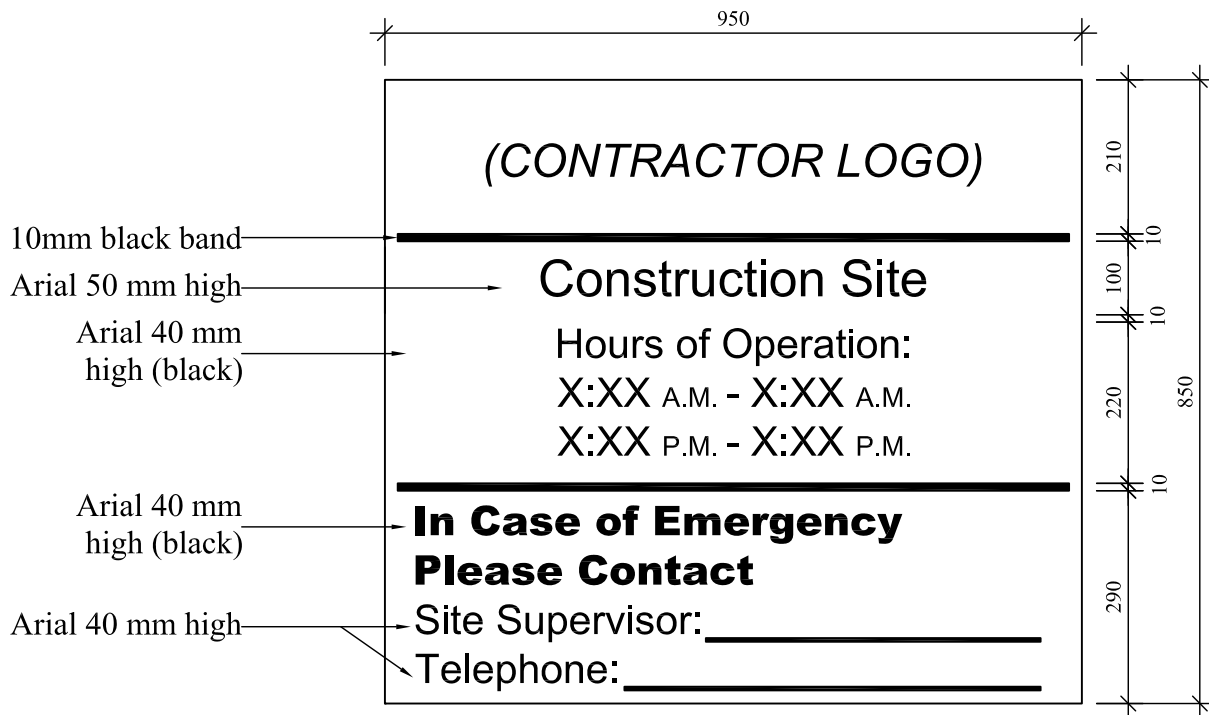 950
(CONTRACTOR LOGO)
210
10mm black band
10
Arial 50 mm high
Construction Site
100
10
Arial 40 mm
high (black)
Hours of Operation:
X:XX A.M. - X:XX A.M.
X:XX P.M. - X:XX P.M.
220
850
10
Arial 40 mm
high (black)
In Case of Emergency
Please Contact
290
Arial 40 mm high
Site Supervisor:
Telephone: